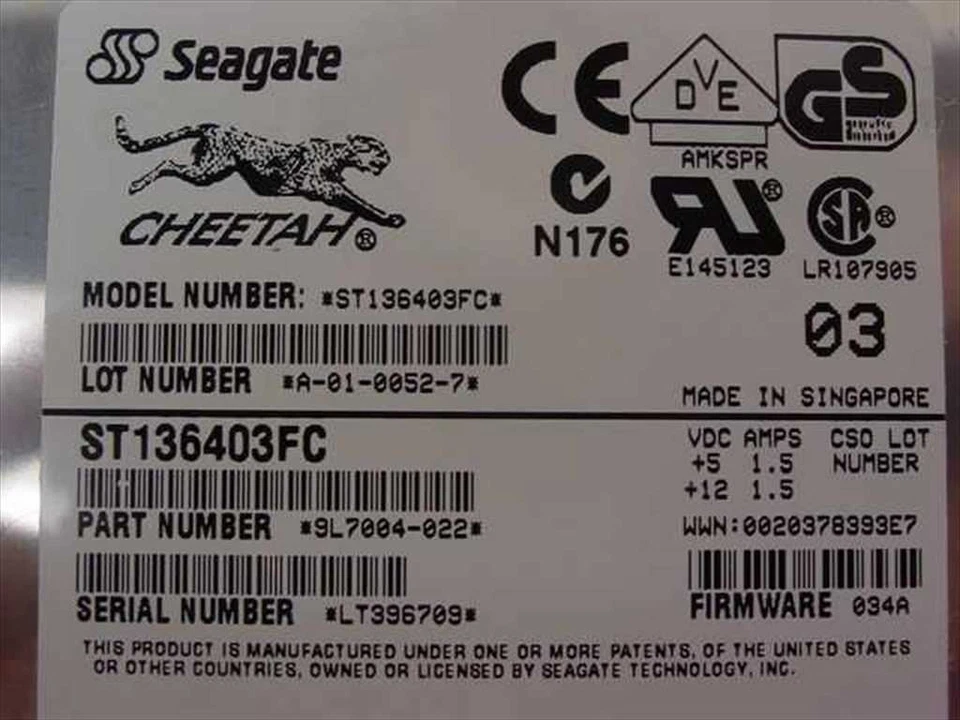 Seagate
CE
DVE
GS
AMKSPR
CHEETAH®
N176
RU®
E145123
SA®
LR107905
MODEL NUMBER: *ST136403FC*
03
LOT NUMBER *A-01-0052-7*
MADE IN SINGAPORE
ST136403FC
VDC AMPS CSO LOT
+5 1.5 NUMBER
+12 1.5
PART NUMBER *9L7004-022*
WWN:0020378393E7
SERIAL NUMBER *LT396709*
FIRMWARE 034A
THIS PRODUCT IS MANUFACTURED UNDER ONE OR MORE PATENTS, OF THE UNITED STATES
OR OTHER COUNTRIES, OWNED OR LICENSED BY SEAGATE TECHNOLOGY, INC.